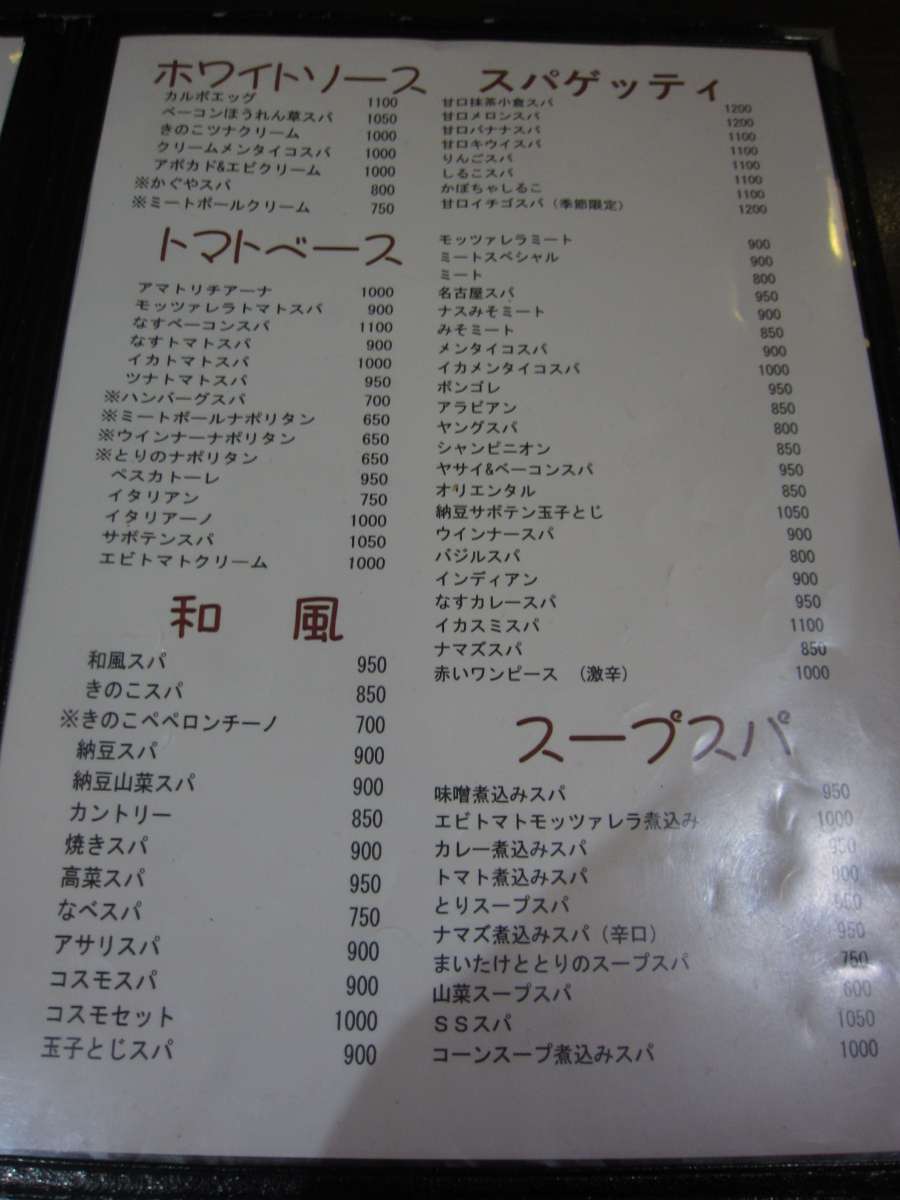 ホワイトソース
カルボエッグ 1100
ベーコンほうれん草スパ 1050
きのこツナクリーム 1000
クリームメンタイコスパ 1000
アボカド&エビクリーム 1000
※かぐやスパ 800
※ミートボールクリーム 750
トマトベース
アマトリチアーナ 1000
モッツァレラトマトスパ 900
なすベーコンスパ 1100
なすトマトスパ 900
イカトマトスパ 1000
ツナトマトスパ 950
※ハンバーグスパ 700
※ミートボールナポリタン 650
※ウインナーナポリタン 650
※とりのナポリタン 650
ペスカトーレ 950
イタリアン 750
イタリアーノ 1000
サボテンスパ 1050
エビトマトクリーム 1000
和 風
和風スパ 950
きのこスパ 850
※きのこペペロンチーノ 700
納豆スパ 900
納豆山菜スパ 900
カントリー 850
焼きスパ 900
高菜スパ 950
なべスパ 750
アサリスパ 900
コスモスパ 900
コスモセット 1000
玉子とじスパ 900
スパゲッティ
甘口抹茶小倉スパ 1200
甘口メロンスパ 1200
甘口バナナスパ 1100
甘口キウイスパ 1100
りんごスパ 1100
しるこスパ 1100
かぼちゃしるこ 1100
甘口イチゴスパ（季節限定） 1200
モッツァレラミート 900
ミートスペシャル 900
ミート 800
名古屋スパ 950
ナスみそミート 900
みそミート 850
メンタイコスパ 900
イカメンタイコスパ 1000
ボンゴレ 950
アラビアン 850
ヤングスパ 800
シャンピニオン 850
ヤサイ&ベーコンスパ 950
オリエンタル 850
納豆サボテン玉子とじ 1050
ウインナースパ 900
バジルスパ 800
インディアン 900
なすカレースパ 950
イカスミスパ 1100
ナマズスパ 850
赤いワンピース （激辛） 1000
スープスパ
味噌煮込みスパ 950
エビトマトモッツァレラ煮込み 1000
カレー煮込みスパ
トマト煮込みスパ 900
とりスープスパ
ナマズ煮込みスパ（辛口） 950
まいたけととりのスープスパ 750
山菜スープスパ
ＳＳスパ 1050
コーンスープ煮込みスパ 1000